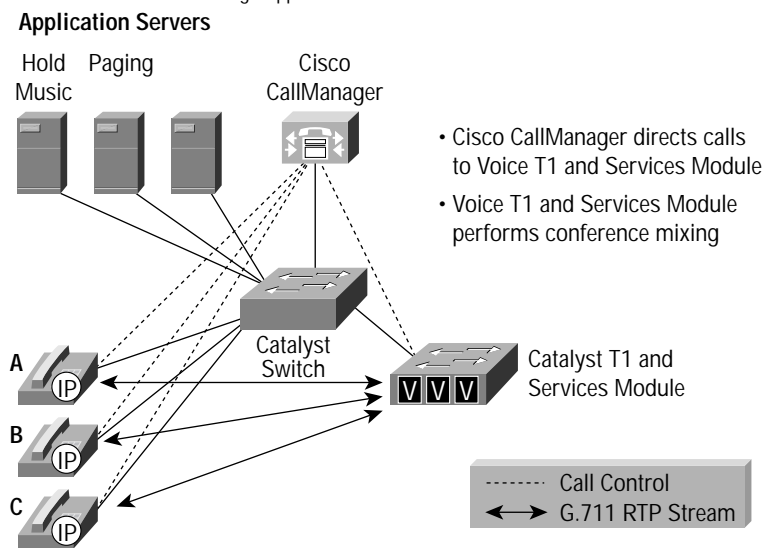 Application Servers
Hold
Music
Paging
Cisco
CallManager
• Cisco CallManager directs calls
to Voice T1 and Services Module
• Voice T1 and Services Module
performs conference mixing
Catalyst
Switch
A
IP
B
IP
C
IP
V V V
Catalyst T1 and
Services Module
Call Control
G.711 RTP Stream